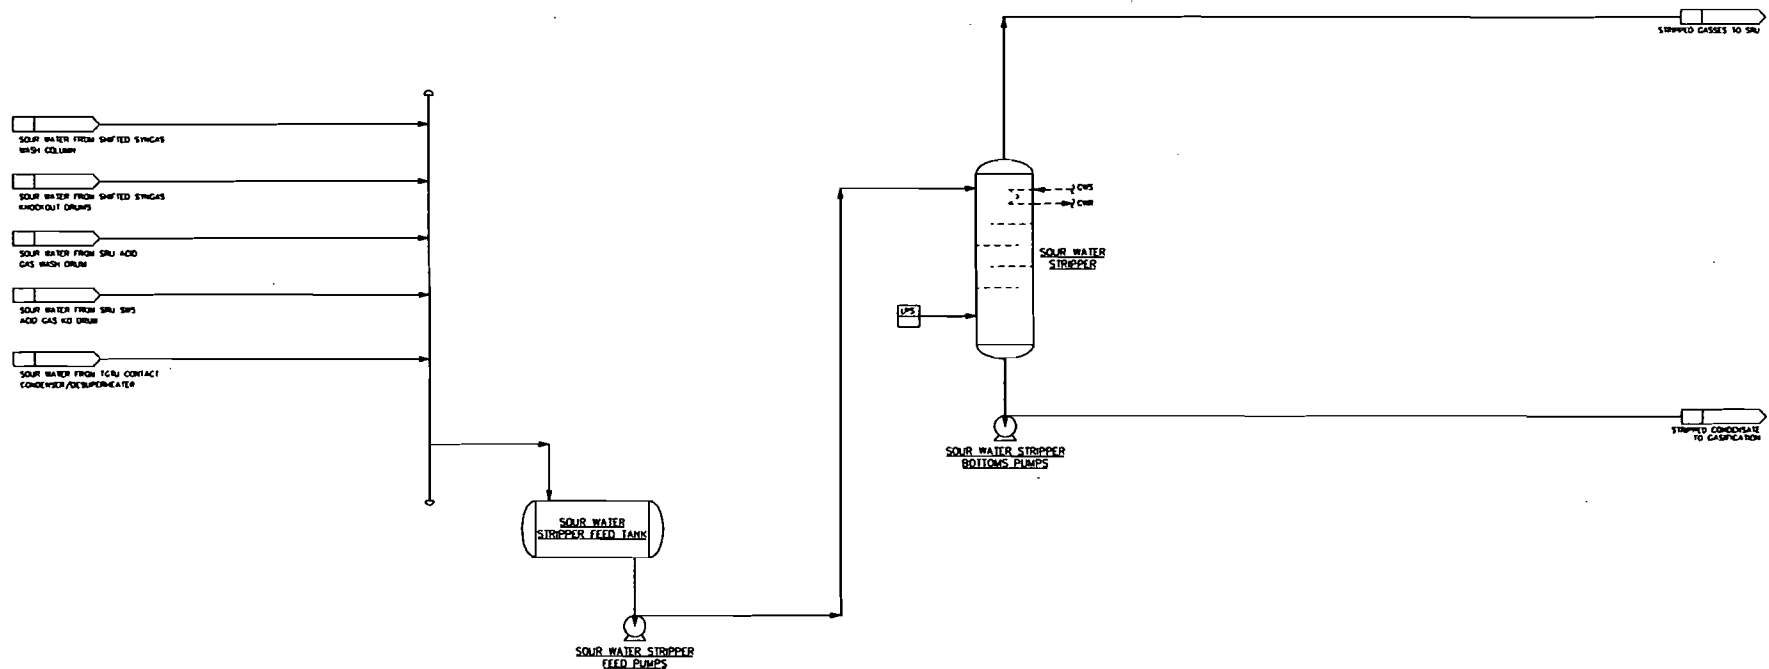 STRIPPED GASSES TO SRU
SOUR WATER FROM SHIFTED SYNGAS
WASH COLUMN
SOUR WATER FROM SHIFTED SYNGAS
KNOCKOUT DRUMS
SOUR WATER FROM SRU ACID
GAS WASH DRUM
SOUR WATER FROM SRU SWS
ACID GAS KO DRUM
SOUR WATER FROM TGTU CONTACT
CONDENSER/DESUPERHEATER
CWS
CWR
SOUR WATER
STRIPPER
LPS
SOUR WATER STRIPPER
BOTTOMS PUMPS
STRIPPED CONDENSATE
TO GASIFICATION
SOUR WATER
STRIPPER FEED TANK
SOUR WATER STRIPPER
FEED PUMPS